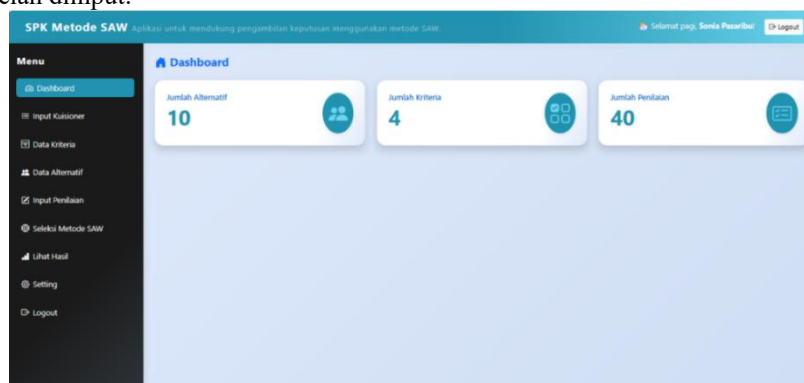 telah diinput.
SPK Metode SAW Aplikasi untuk mendukung pengambilan keputusan menggunakan metode SAW.
Selamat pagi, Sonia Pasaribu!
Logout
Menu
Dashboard
Input Kuisioner
Data Kriteria
Data Alternatif
Input Penilaian
Seleksi Metode SAW
Lihat Hasil
Setting
Logout
Dashboard
Jumlah Alternatif
10
Jumlah Kriteria
4
Jumlah Penilaian
40